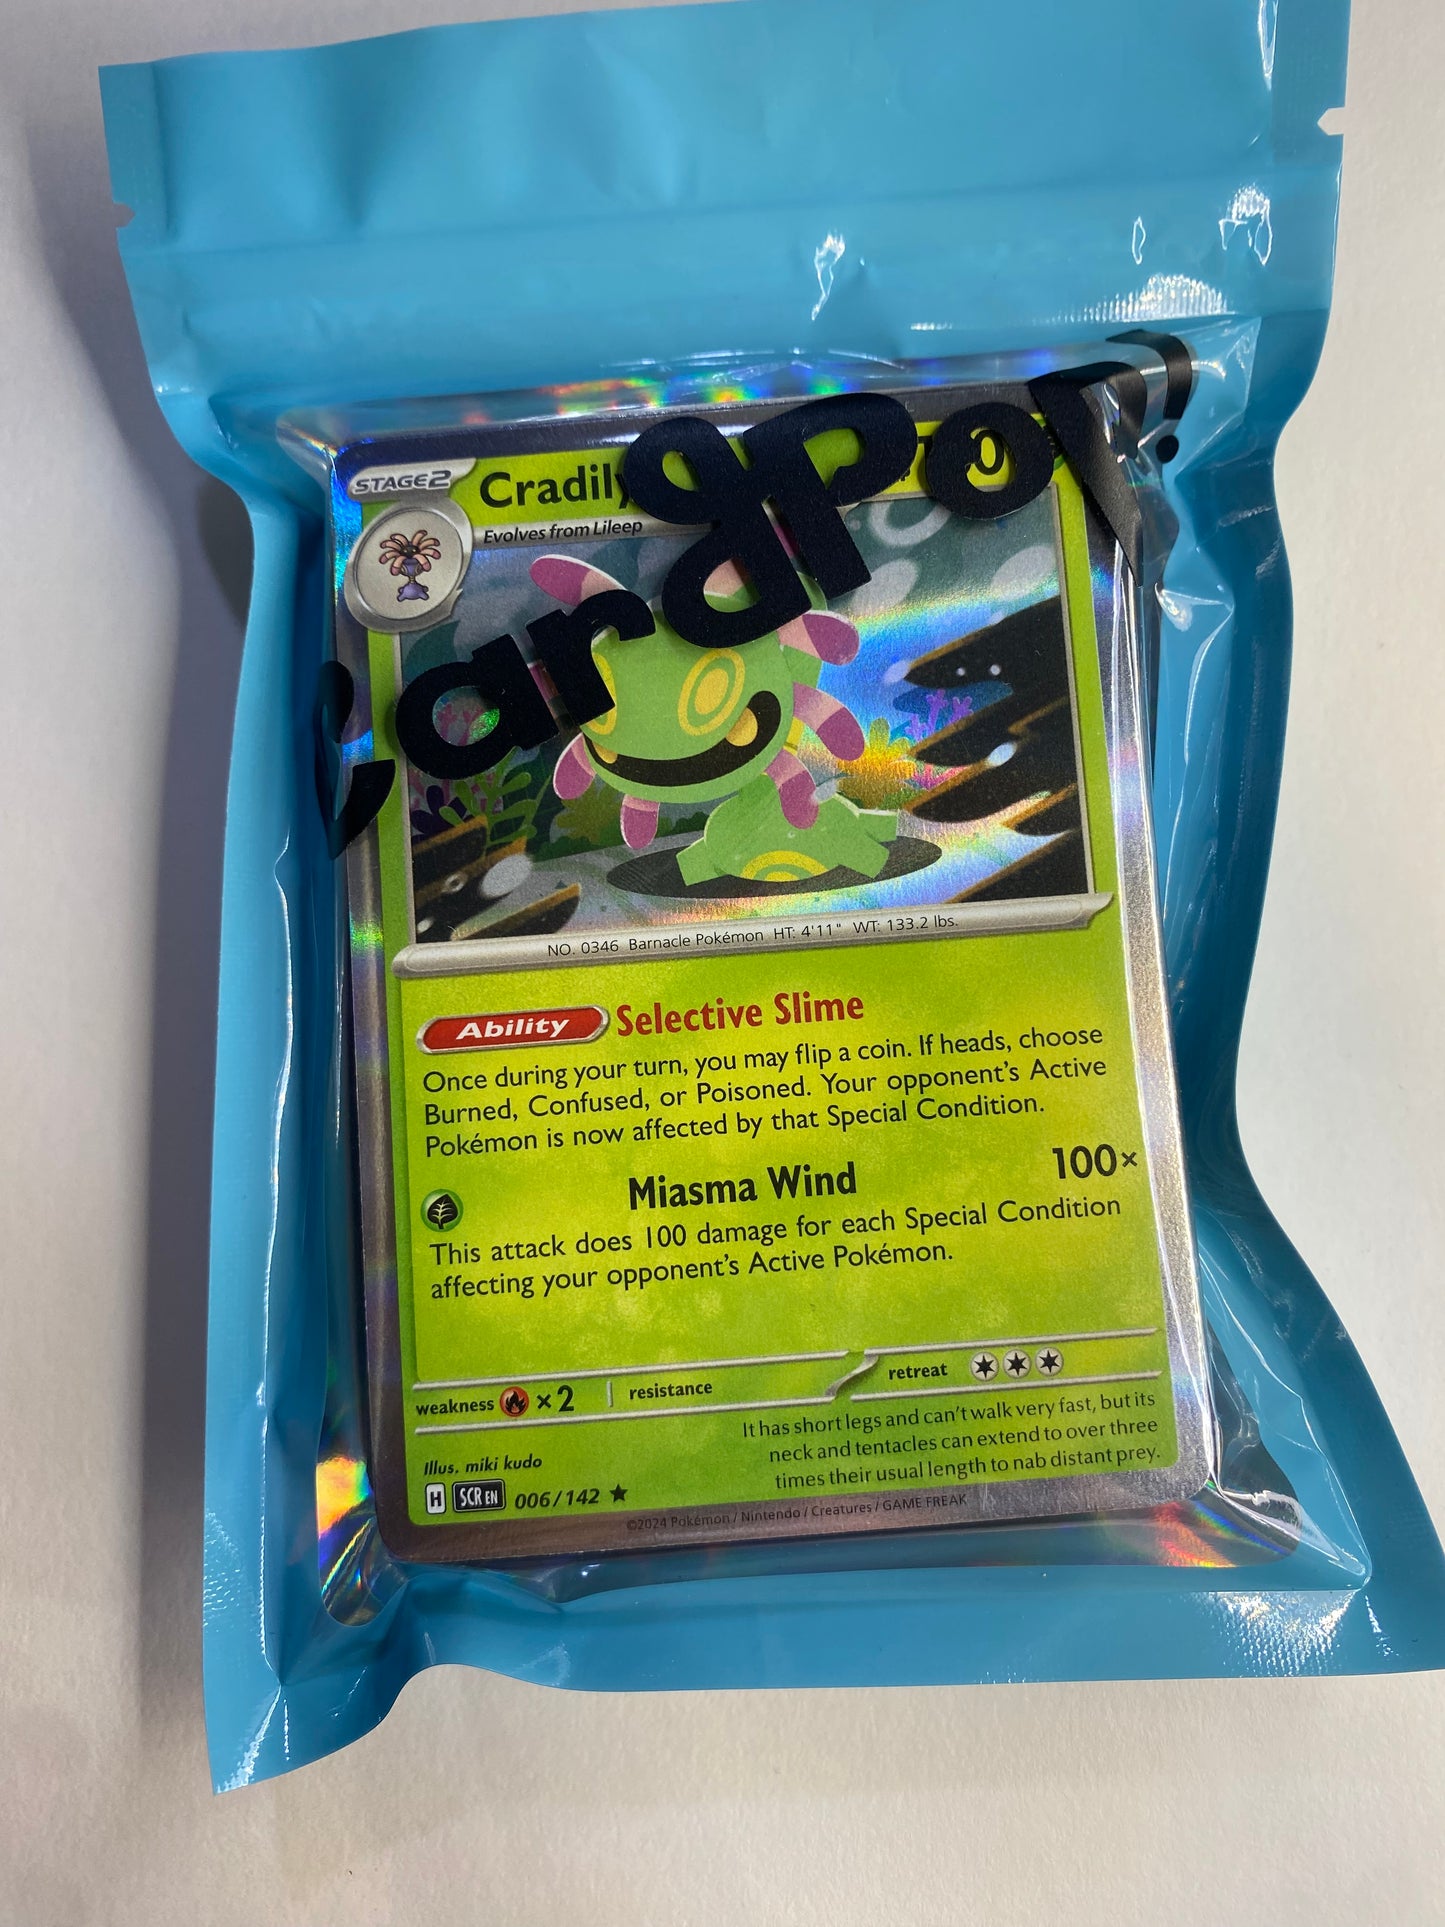 CardPop!
STAGE 2
Cradily
Evolves from Lileep
NO. 0346 Barnacle Pokémon HT: 4'11" WT: 133.2 lbs.
Ability Selective Slime
Once during your turn, you may flip a coin. If heads, choose
Burned, Confused, or Poisoned. Your opponent's Active
Pokémon is now affected by that Special Condition.
Miasma Wind 100×
This attack does 100 damage for each Special Condition
affecting your opponent's Active Pokémon.
weakness ×2 resistance retreat
It has short legs and can't walk very fast, but its
neck and tentacles can extend to over three
times their usual length to nab distant prey.
Illus. miki kudo
H SCR EN 006/142 ★
©2024 Pokémon / Nintendo / Creatures / GAME FREAK